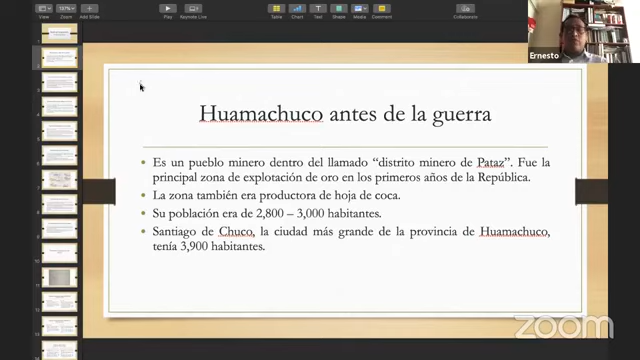 View
Zoom
Add Slide
Play
Keynote Live
Table
Chart
Text
Shape
Media
Comment
Collaborate
Ernesto
Huamachuco antes de la guerra
• Es un pueblo minero dentro del llamado “distrito minero de Pataz”. Fue la
principal zona de explotación de oro en los primeros años de la República.
• La zona también era productora de hoja de coca.
• Su población era de 2,800 – 3,000 habitantes.
• Santiago de Chuco, la ciudad más grande de la provincia de Huamachuco,
tenía 3,900 habitantes.
zoom